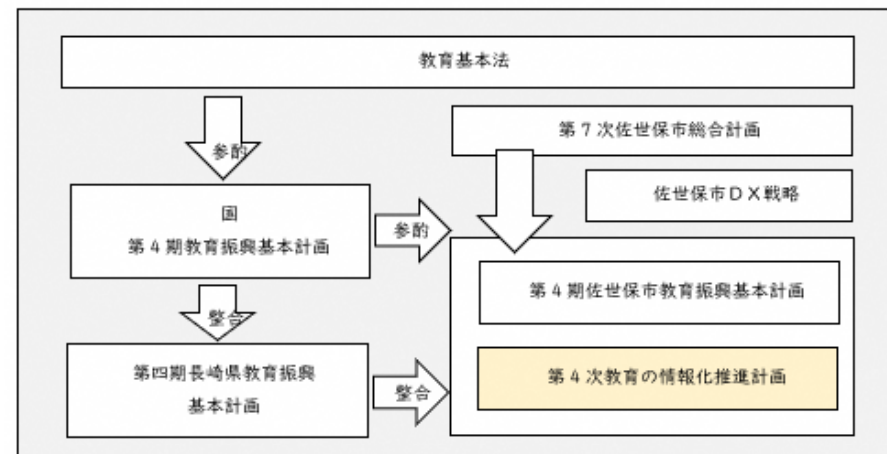 教育基本法
参酌
第7次佐世保市総合計画
佐世保市DX戦略
国
第4期教育振興基本計画
参酌
第4期佐世保市教育振興基本計画
整合
第四期長崎県教育振興
基本計画
整合
第4次教育の情報化推進計画